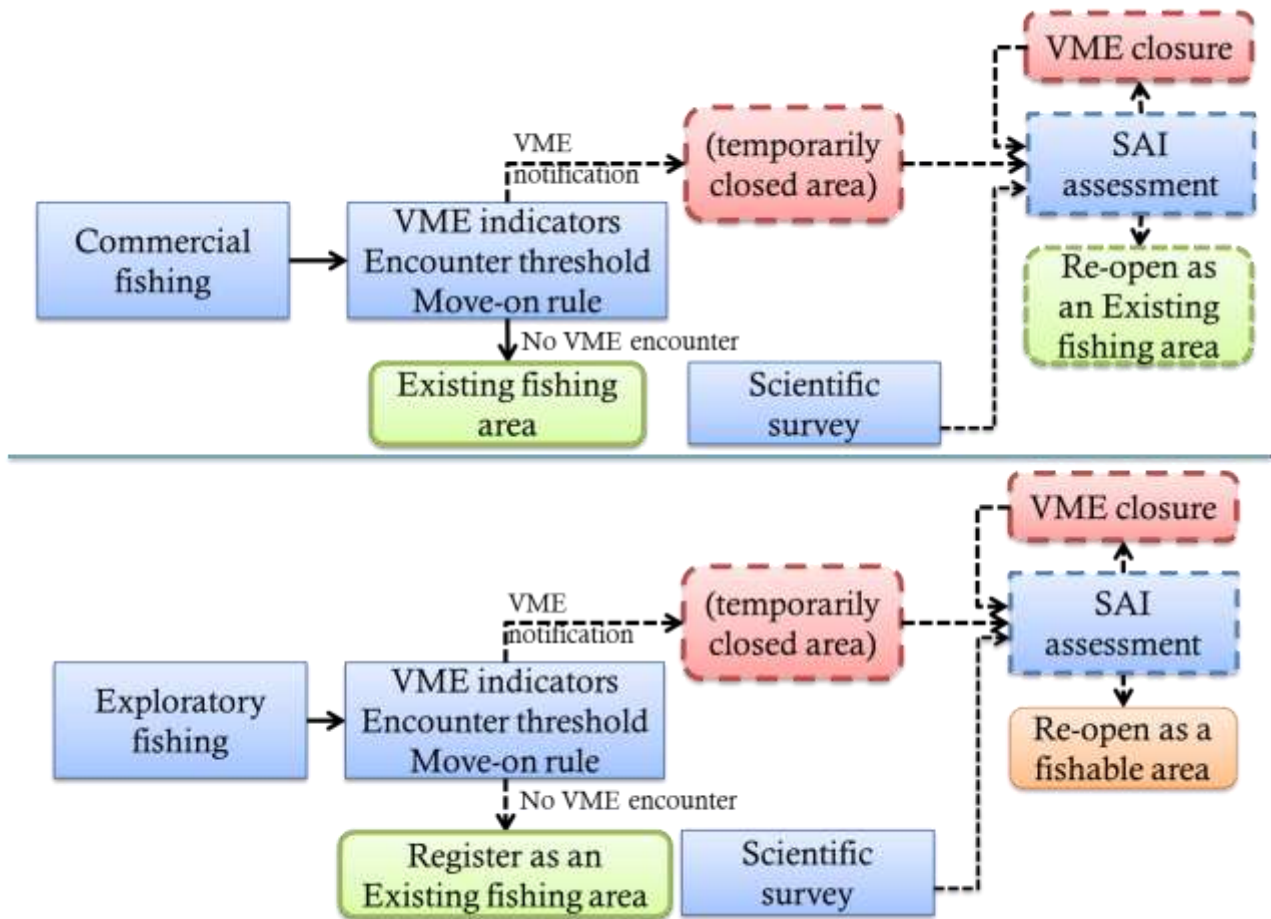 VME closure
VME
notification
(temporarily
closed area)
SAI
assessment
Commercial
fishing
VME indicators
Encounter threshold
Move-on rule
Re-open as
an Existing
fishing area
No VME encounter
Existing fishing
area
Scientific
survey
VME closure
VME
notification
(temporarily
closed area)
SAI
assessment
Exploratory
fishing
VME indicators
Encounter threshold
Move-on rule
Re-open as a
fishable area
No VME encounter
Register as an
Existing fishing area
Scientific
survey